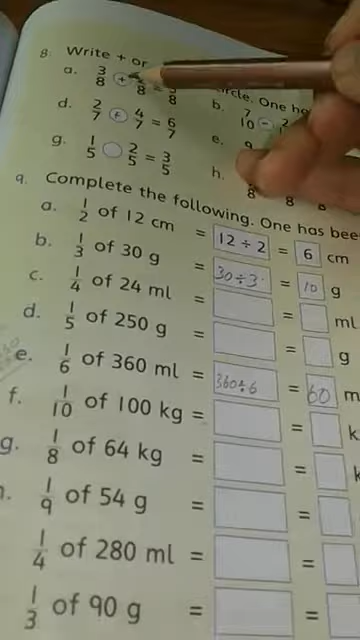 8. Write + or
a. 3/8 + /8 = /8
b. 7/10 −
d. 2/7 + 4/7 = 6/7
e.
g. 1/5 ○ 2/5 = 3/5
h.
9. Complete the following. One has bee
a. 1/2 of 12 cm = 12 ÷ 2 = 6 cm
b. 1/3 of 30 g = 30÷3 = 10 g
c. 1/4 of 24 ml = = ml
d. 1/5 of 250 g = = g
e. 1/6 of 360 ml = 360÷6 = 60 m
f. 1/10 of 100 kg = = k
g. 1/8 of 64 kg = = k
1/9 of 54 g = =
1/4 of 280 ml = =
1/3 of 90 g = =